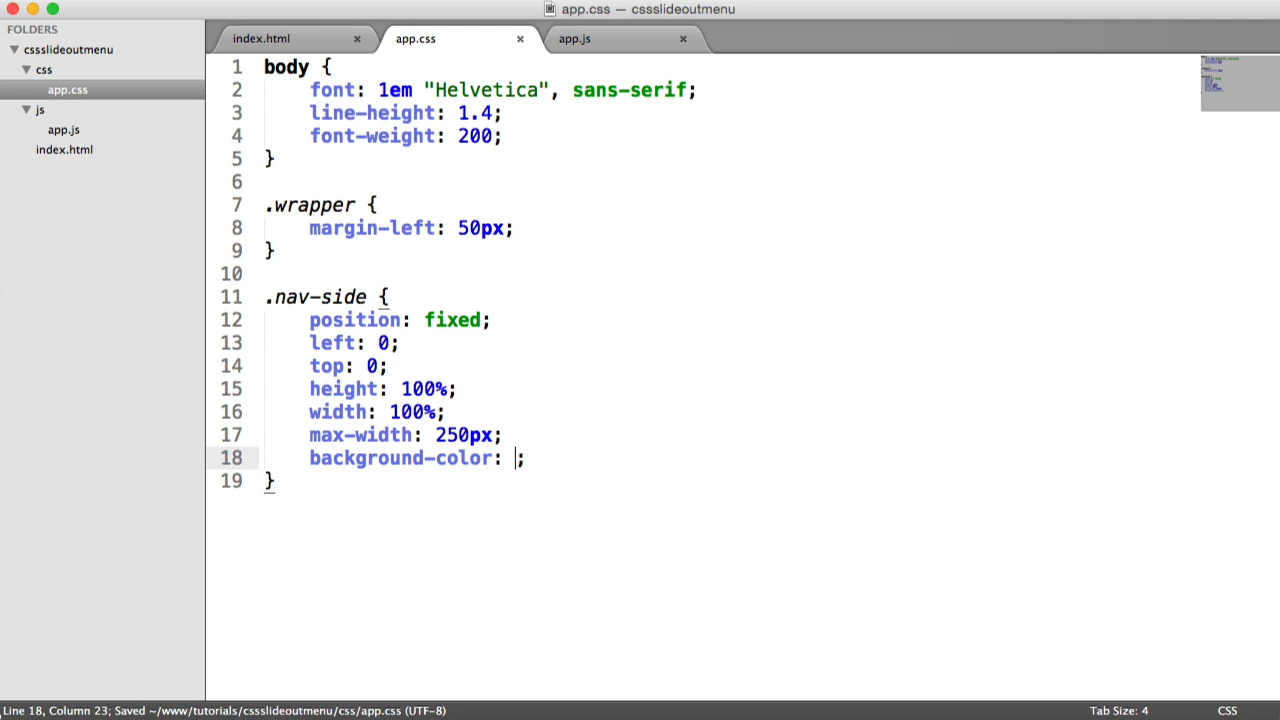 app.css — cssslideoutmenu
FOLDERS
cssslideoutmenu
css
app.css
js
app.js
index.html
index.html ×
app.css ×
app.js ×
1 body {
2 font: 1em "Helvetica", sans-serif;
3 line-height: 1.4;
4 font-weight: 200;
5 }
6
7 .wrapper {
8 margin-left: 50px;
9 }
10
11 .nav-side {
12 position: fixed;
13 left: 0;
14 top: 0;
15 height: 100%;
16 width: 100%;
17 max-width: 250px;
18 background-color: ;
19 }
Line 18, Column 23; Saved ~/www/tutorials/cssslideoutmenu/css/app.css (UTF-8)
Tab Size: 4
CSS